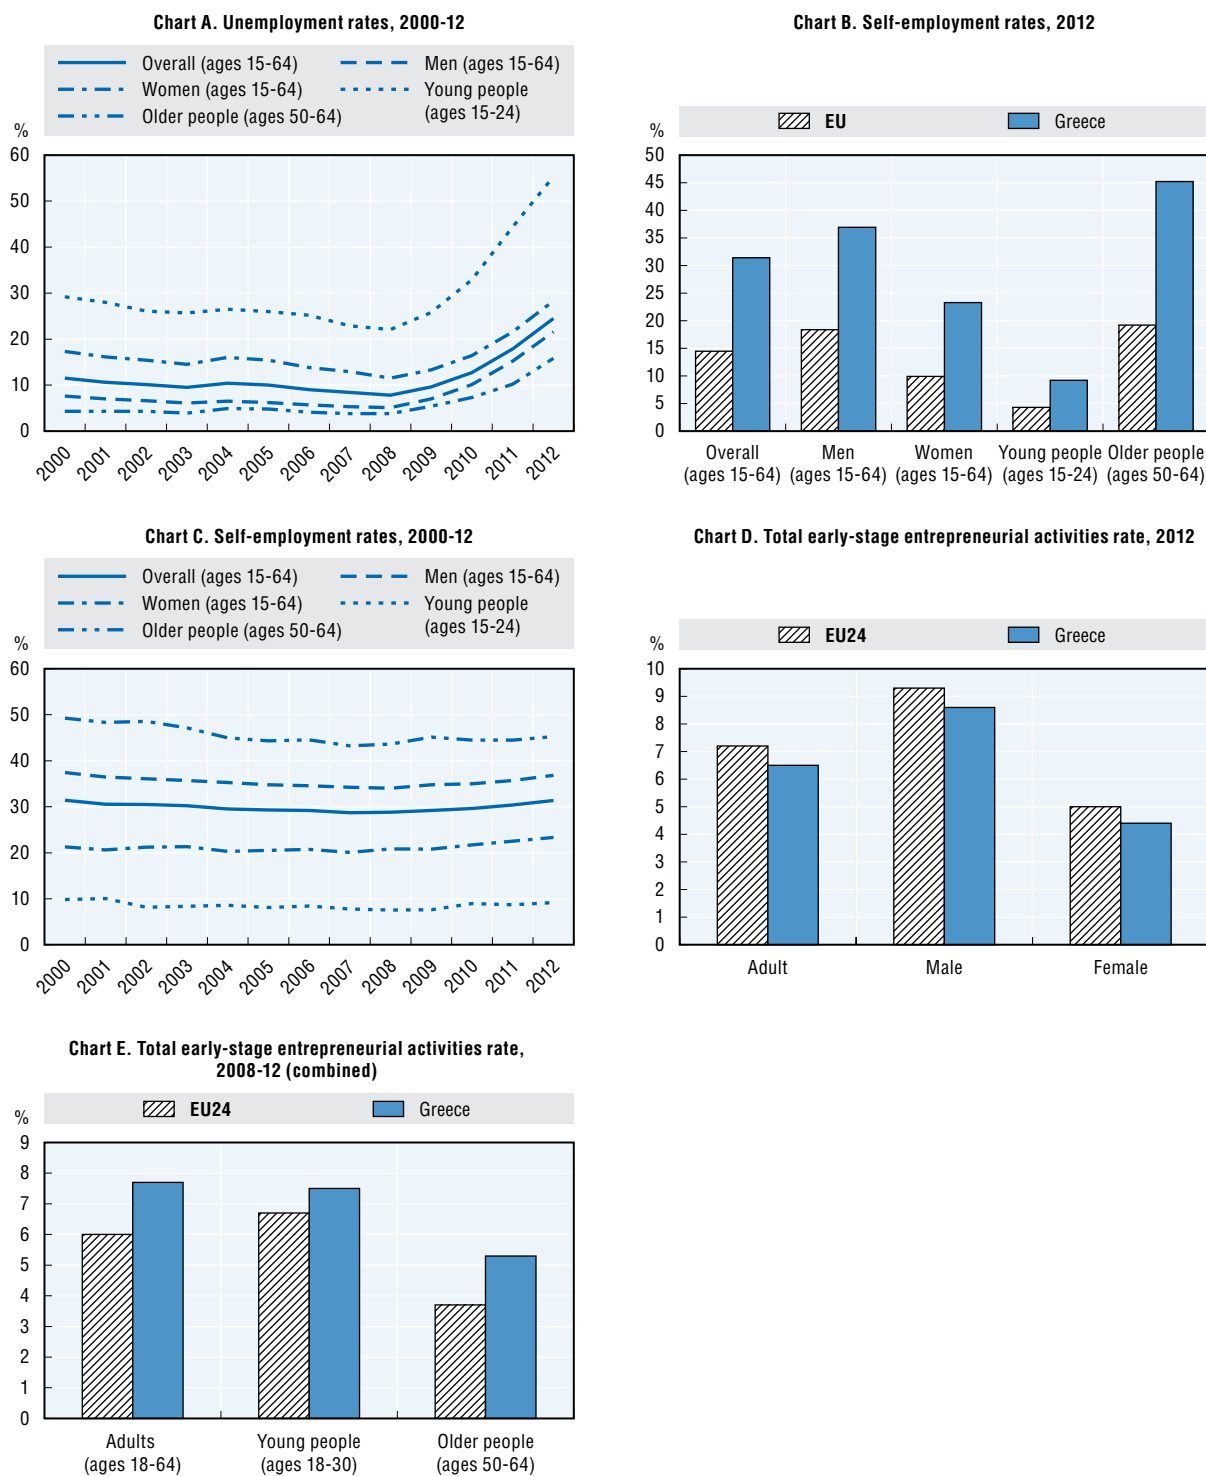 Chart A. Unemployment rates, 2000-12
Overall (ages 15-64)
Men (ages 15-64)
Women (ages 15-64)
Young people
(ages 15-24)
Older people (ages 50-64)
%
60
50
40
30
20
10
0
2000
2001
2002
2003
2004
2005
2006
2007
2008
2009
2010
2011
2012
Chart B. Self-employment rates, 2012
EU
Greece
%
50
45
40
35
30
25
20
15
10
5
0
Overall
(ages 15-64)
Men
(ages 15-64)
Women
(ages 15-64)
Young people
(ages 15-24)
Older people
(ages 50-64)
Chart C. Self-employment rates, 2000-12
Overall (ages 15-64)
Men (ages 15-64)
Women (ages 15-64)
Young people
(ages 15-24)
Older people (ages 50-64)
%
60
50
40
30
20
10
0
2000
2001
2002
2003
2004
2005
2006
2007
2008
2009
2010
2011
2012
Chart D. Total early-stage entrepreneurial activities rate, 2012
EU24
Greece
%
10
9
8
7
6
5
4
3
2
1
0
Adult
Male
Female
Chart E. Total early-stage entrepreneurial activities rate,
2008-12 (combined)
EU24
Greece
%
9
8
7
6
5
4
3
2
1
0
Adults
(ages 18-64)
Young people
(ages 18-30)
Older people
(ages 50-64)